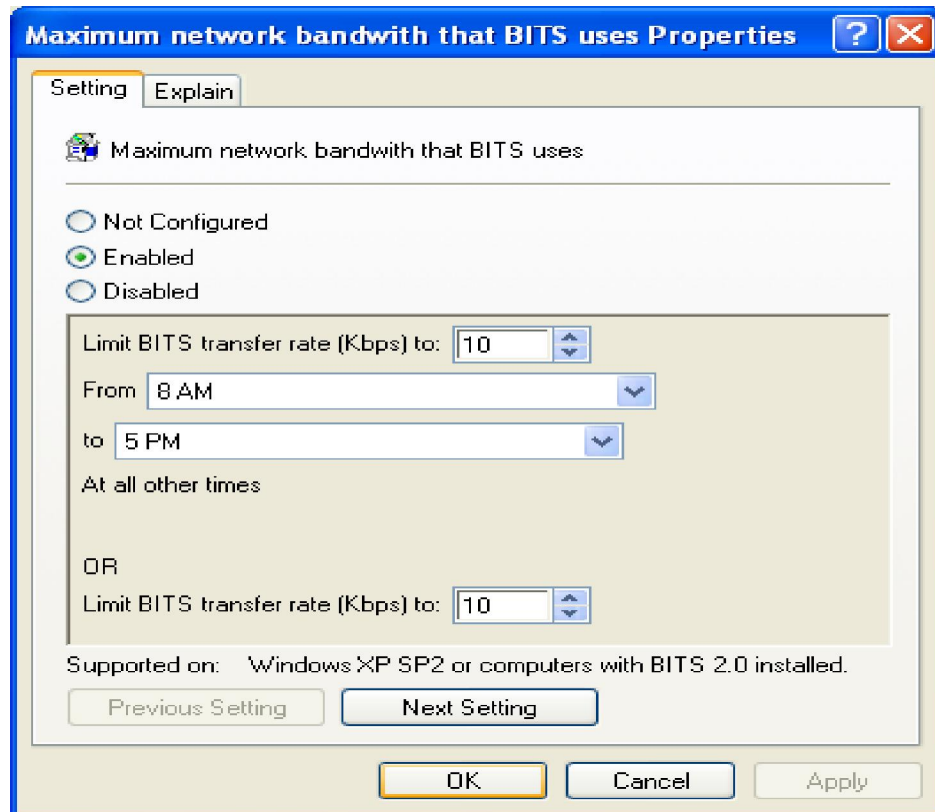 Maximum network bandwith that BITS uses Properties
Setting
Explain
Maximum network bandwith that BITS uses
Not Configured
Enabled
Disabled
Limit BITS transfer rate (Kbps) to: 10
From 8 AM
to 5 PM
At all other times
OR
Limit BITS transfer rate (Kbps) to: 10
Supported on: Windows XP SP2 or computers with BITS 2.0 installed.
Previous Setting
Next Setting
OK
Cancel
Apply